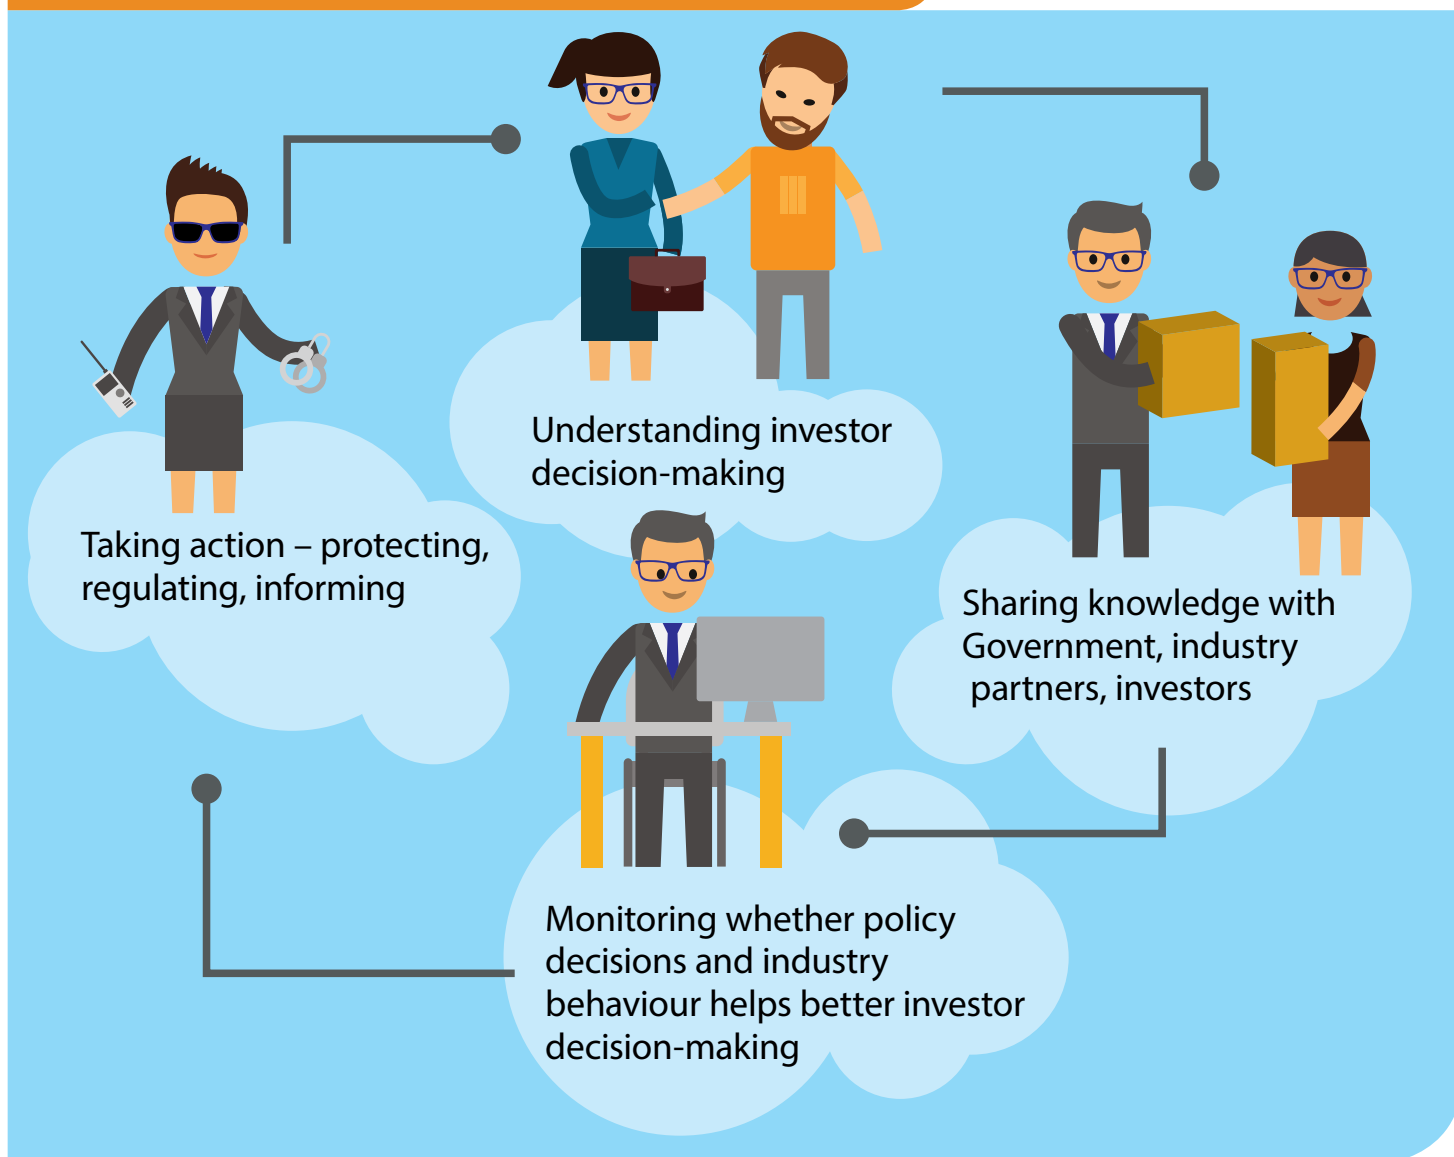 Understanding investor
decision-making
Taking action – protecting,
regulating, informing
Sharing knowledge with
Government, industry
partners, investors
Monitoring whether policy
decisions and industry
behaviour helps better investor
decision-making